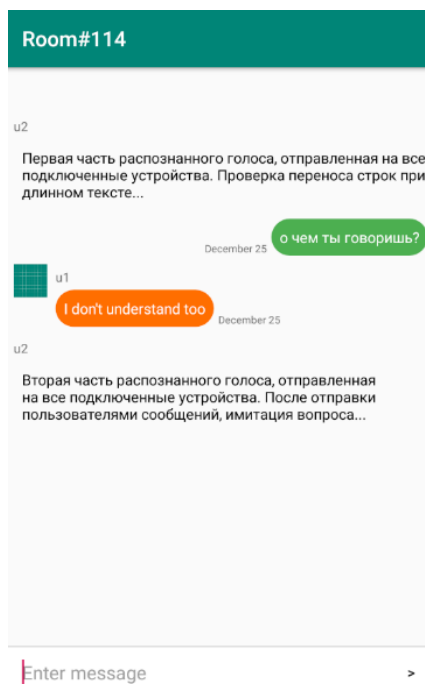 Room#114
u2
Первая часть распознанного голоса, отправленная на все
подключенные устройства. Проверка переноса строк при
длинном тексте...
о чем ты говоришь?
December 25
u1
I don't understand too
December 25
u2
Вторая часть распознанного голоса, отправленная
на все подключенные устройства. После отправки
пользователями сообщений, имитация вопроса...
Enter message
>